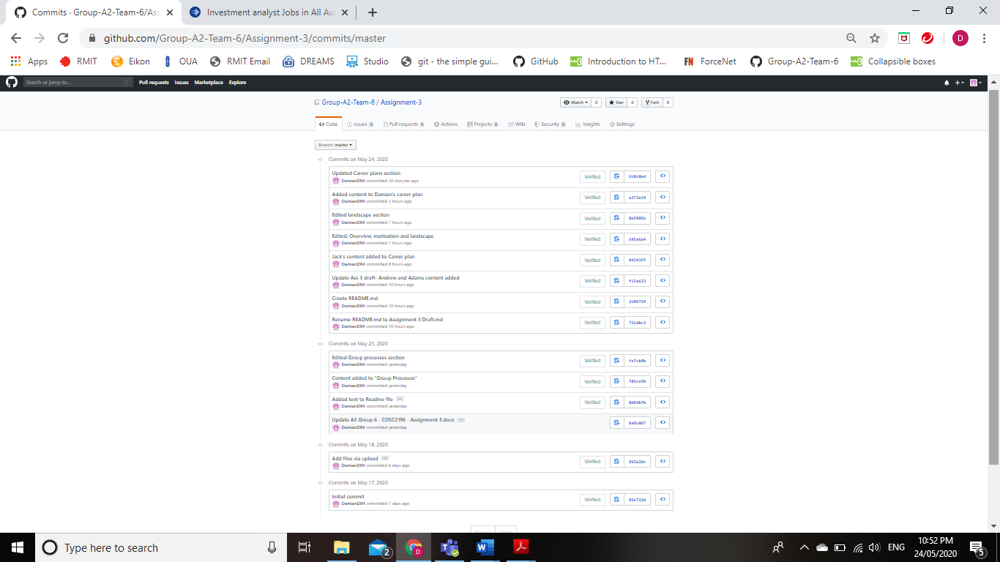 Commits · Group-A2-Team-6/Ass
Investment analyst Jobs in All Au
github.com/Group-A2-Team-6/Assignment-3/commits/master
D
Apps RMIT Eikon OUA RMIT Email DREAMS Studio git - the simple gui... GitHub Introduction to HT... ForceNet Group-A2-Team-6 Collapsible boxes
Search or jump to... / Pull requests Issues Marketplace Explore
Group-A2-Team-6 / Assignment-3 Watch 0 Star 0 Fork 0
Code Issues 0 Pull requests 0 Actions Projects 0 Wiki Security 0 Insights Settings
Branch: master
Commits on May 24, 2020
Updated Career plans section
DamianD84 committed 30 minutes ago Verified 6c0c0ed
Added content to Damian's career plan
DamianD84 committed 3 hours ago Verified a372e19
Edited landscape section
DamianD84 committed 7 hours ago Verified 0e5902e
Edited: Overview, motivation and landscape
DamianD84 committed 7 hours ago Verified 645e6e4
Jack's content added to Career plan
DamianD84 committed 8 hours ago Verified bd1d165
Update Ass 3 draft- Andrew and Adams content added
DamianD84 committed 10 hours ago Verified f13a623
Create README.md
DamianD84 committed 10 hours ago Verified 2c06724
Rename README.md to Assignment 3 Draft.md
DamianD84 committed 10 hours ago Verified 721dbc3
Commits on May 23, 2020
Edited Group processes section
DamianD84 committed yesterday Verified fe7cb9b
Content added to "Group Processes"
DamianD84 committed yesterday Verified f85ce5b
Added text to Readme file ...
DamianD84 committed yesterday Verified 0d84b7b
Update A3 Group 6 - COSC2196 - Assignment 3.docx ...
DamianD84 committed yesterday ba9c0d7
Commits on May 18, 2020
Add files via upload ...
DamianD84 committed 6 days ago Verified 963a3dc
Commits on May 17, 2020
Initial commit
DamianD84 committed 7 days ago Verified 85a722d
Newer Older
Type here to search
2
D
ENG
10:52 PM
24/05/2020
5